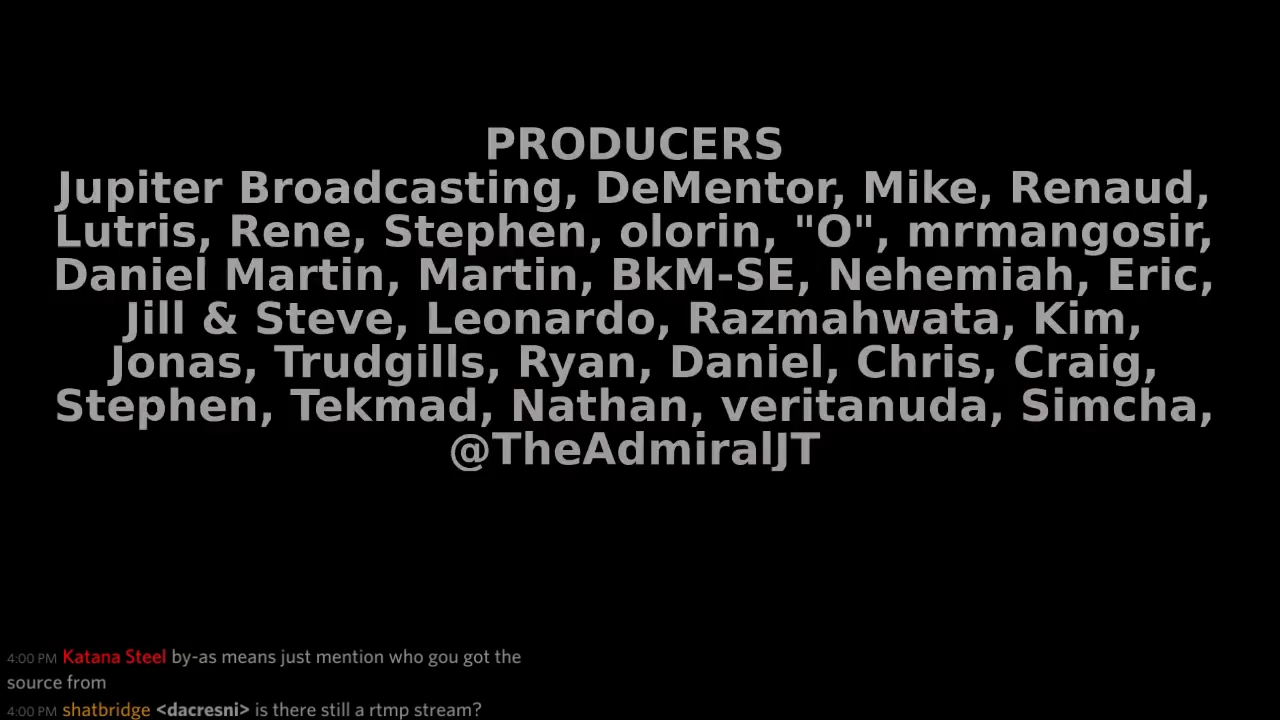 PRODUCERS
Jupiter Broadcasting, DeMentor, Mike, Renaud,
Lutris, Rene, Stephen, olorin, "O", mrmangosir,
Daniel Martin, Martin, BkM-SE, Nehemiah, Eric,
Jill & Steve, Leonardo, Razmahwata, Kim,
Jonas, Trudgills, Ryan, Daniel, Chris, Craig,
Stephen, Tekmad, Nathan, veritanuda, Simcha,
@TheAdmiralJT
4:00 PM Katana Steel by-as means just mention who gou got the
source from
4:00 PM shatbridge <dacresni> is there still a rtmp stream?